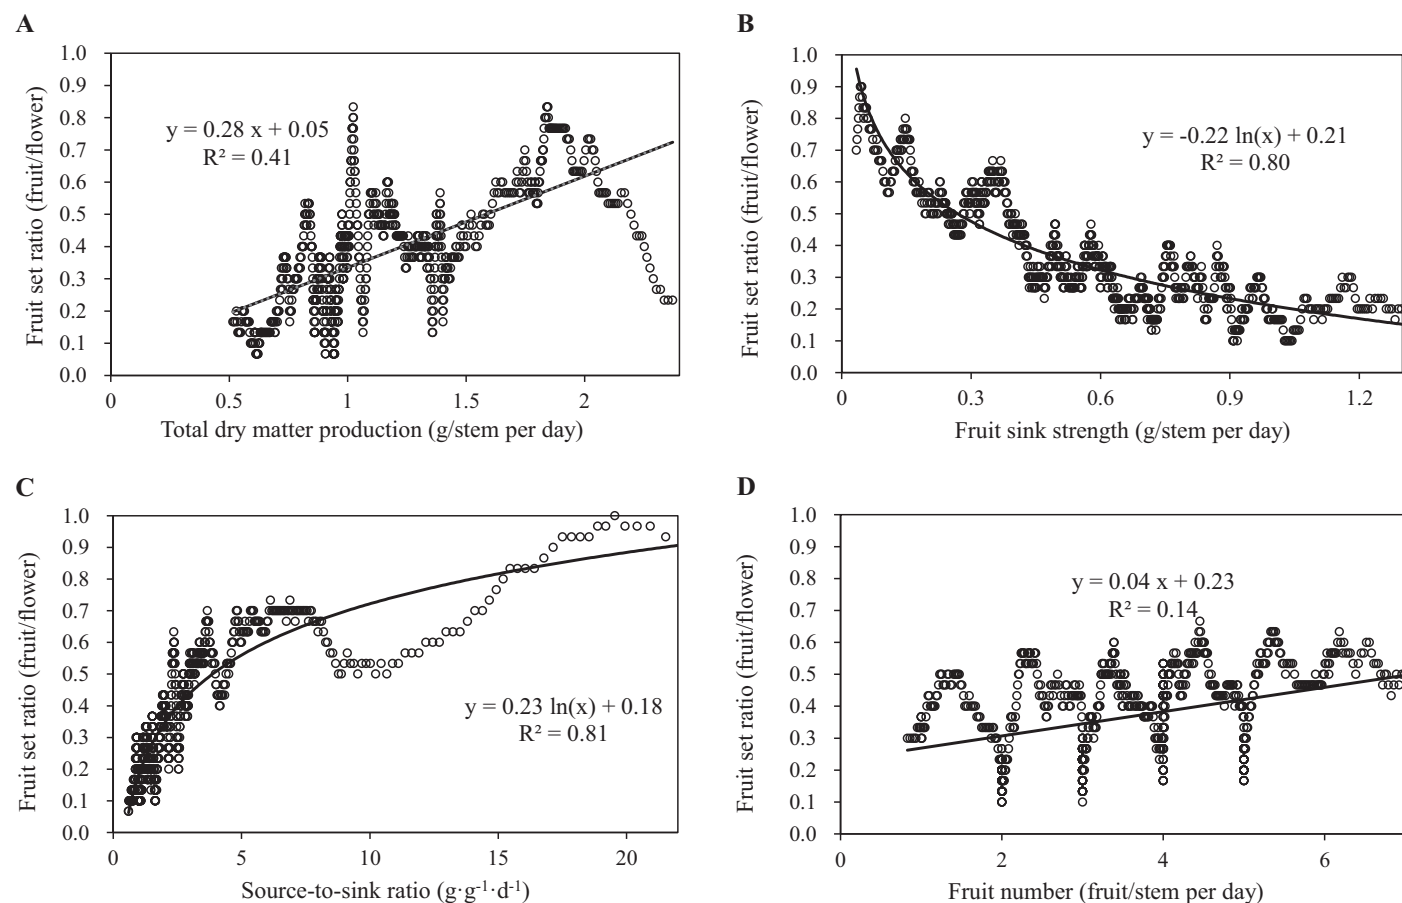 A
Fruit set ratio (fruit/flower)
1.0
0.9
0.8
0.7
0.6
0.5
0.4
0.3
0.2
0.1
0.0
y = 0.28 x + 0.05
R² = 0.41
0 0.5 1 1.5 2
Total dry matter production (g/stem per day)
B
Fruit set ratio (fruit/flower)
1.0
0.9
0.8
0.7
0.6
0.5
0.4
0.3
0.2
0.1
0.0
y = -0.22 ln(x) + 0.21
R² = 0.80
0 0.3 0.6 0.9 1.2
Fruit sink strength (g/stem per day)
C
Fruit set ratio (fruit/flower)
1.0
0.9
0.8
0.7
0.6
0.5
0.4
0.3
0.2
0.1
0.0
y = 0.23 ln(x) + 0.18
R² = 0.81
0 5 10 15 20
Source-to-sink ratio (g·g⁻¹·d⁻¹)
D
Fruit set ratio (fruit/flower)
1.0
0.9
0.8
0.7
0.6
0.5
0.4
0.3
0.2
0.1
0.0
y = 0.04 x + 0.23
R² = 0.14
0 2 4 6
Fruit number (fruit/stem per day)